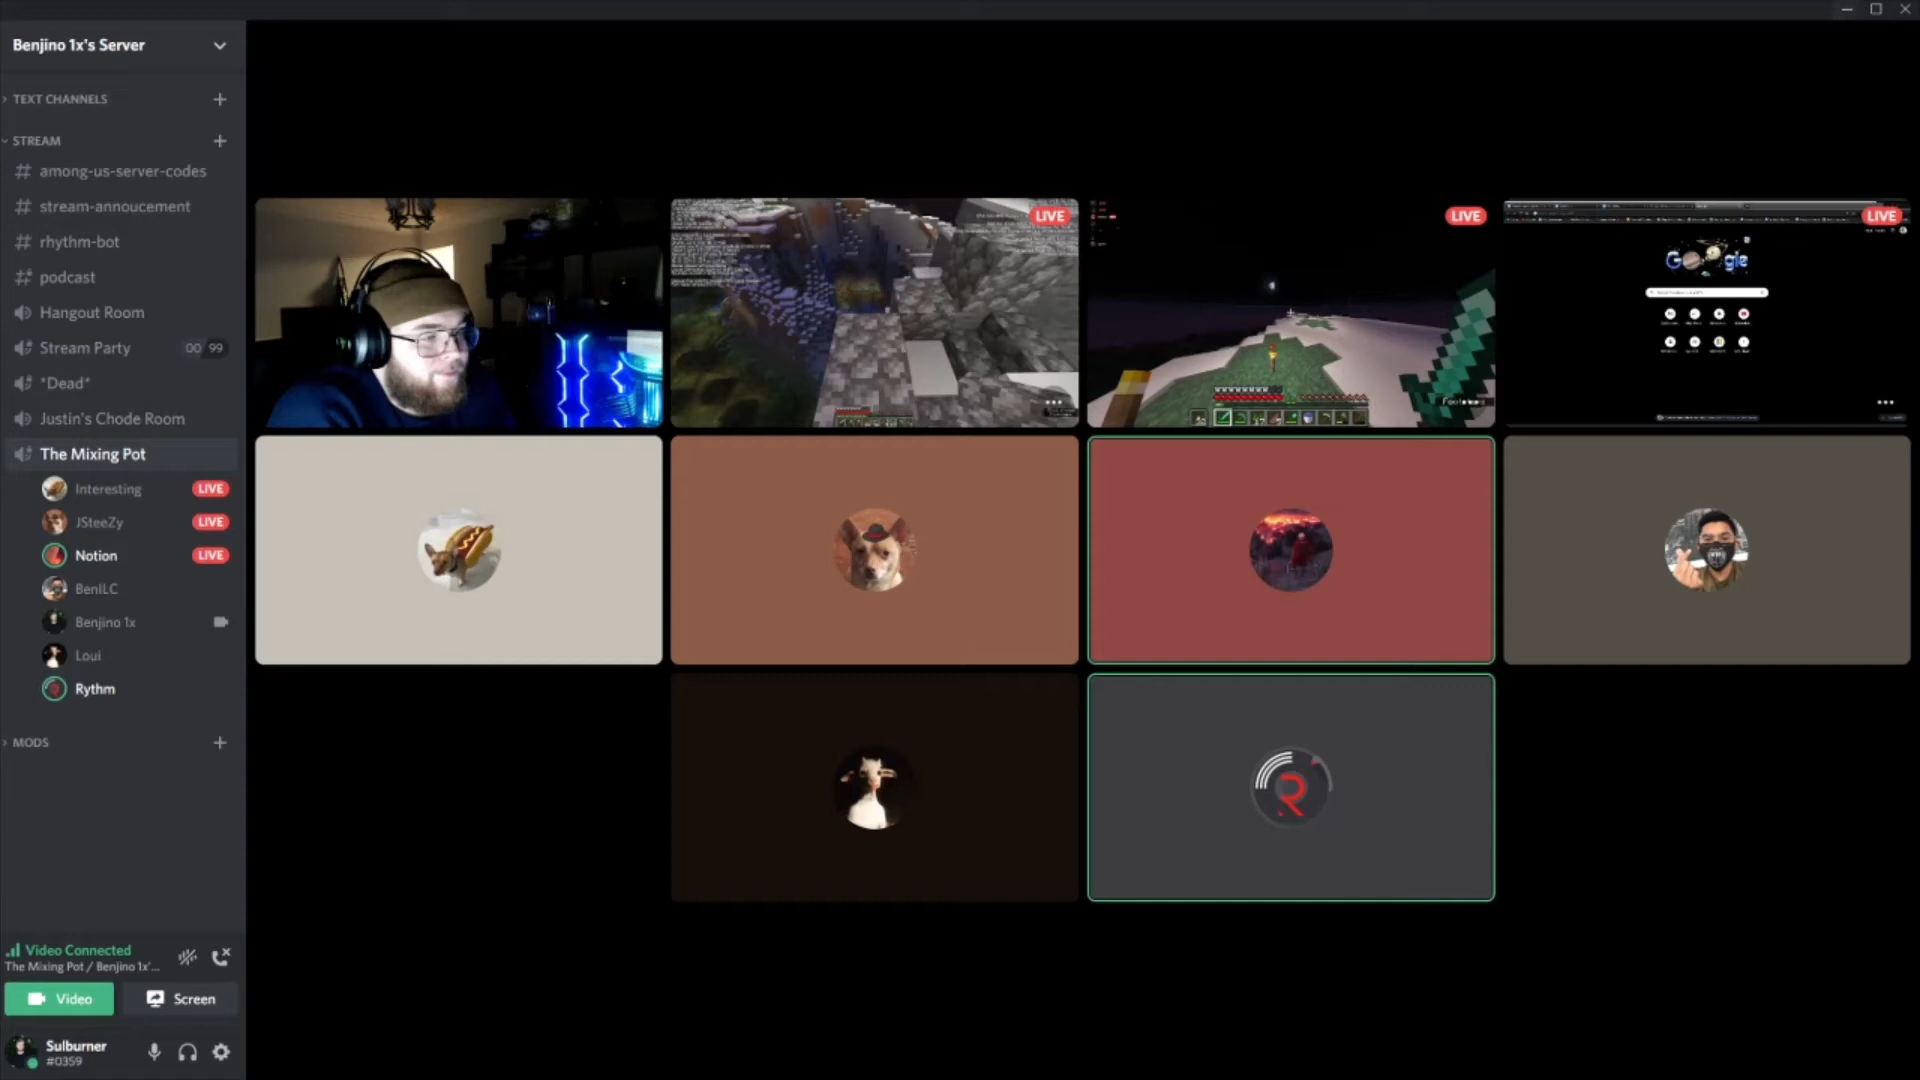 Benjino 1x's Server
TEXT CHANNELS
STREAM
among-us-server-codes
stream-annoucement
rhythm-bot
podcast
Hangout Room
Stream Party 00 99
*Dead*
Justin's Chode Room
The Mixing Pot
Interesting LIVE
JSteeZy LIVE
Notion LIVE
BenILC
Benjino 1x
Loui
Rythm
MODS
Video Connected
The Mixing Pot / Benjino 1x'...
Video
Screen
Sulburner
#0359
LIVE
LIVE
LIVE
Google
R